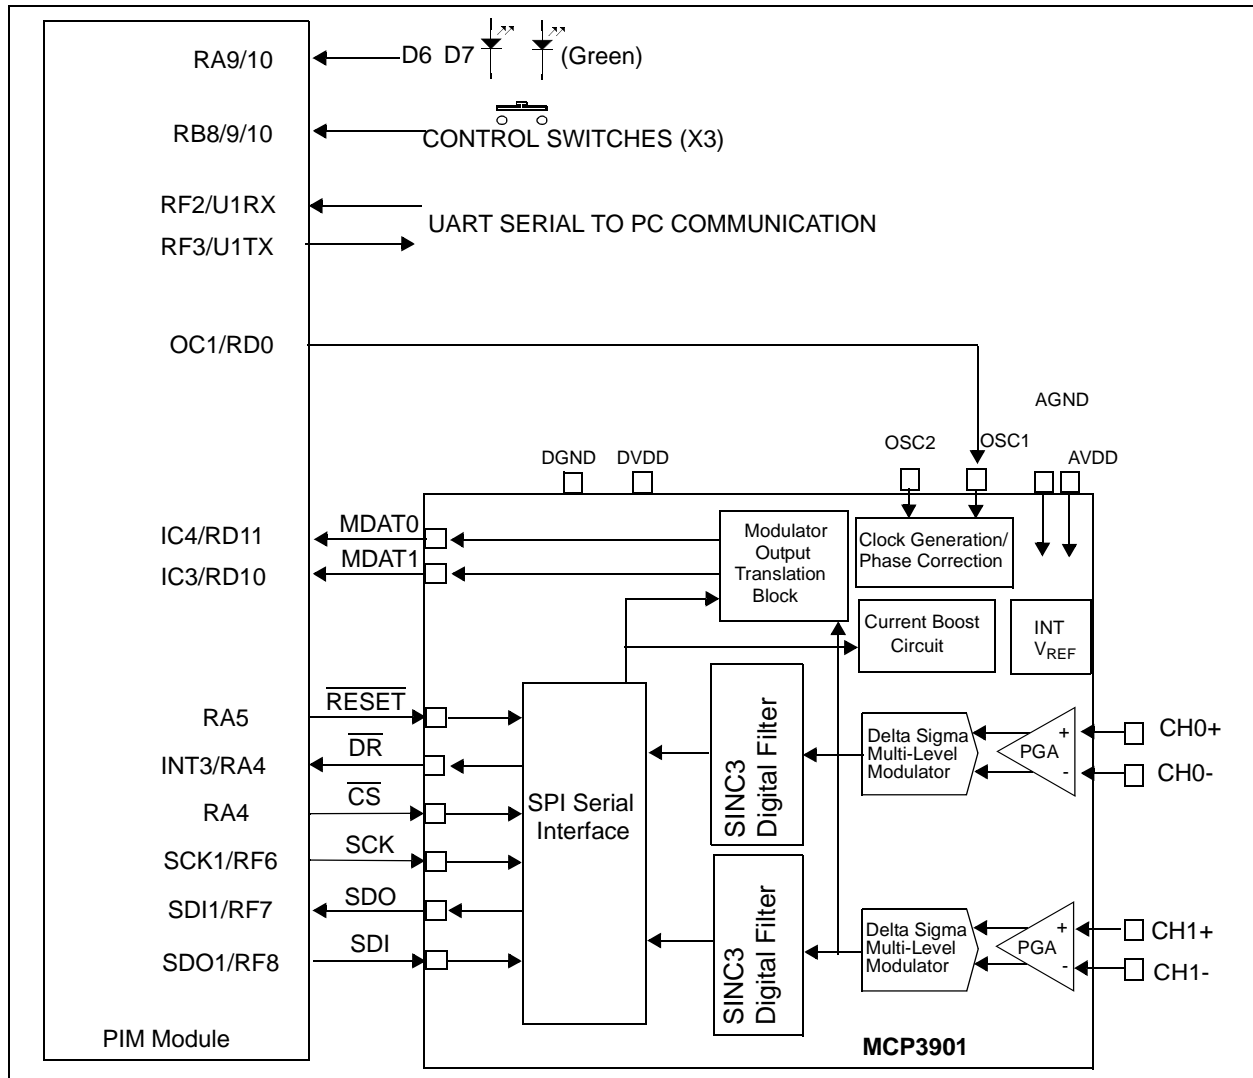 RA9/10
D6 D7
(Green)
RB8/9/10
CONTROL SWITCHES (X3)
RF2/U1RX
UART SERIAL TO PC COMMUNICATION
RF3/U1TX
OC1/RD0
AGND
OSC2
OSC1
DGND
DVDD
AVDD
IC4/RD11
MDAT0
IC3/RD10
MDAT1
Modulator
Output
Translation
Block
Clock Generation/
Phase Correction
Current Boost
Circuit
INT
VREF
RA5
RESET
INT3/RA4
DR
RA4
CS
SCK1/RF6
SCK
SDI1/RF7
SDO
SDO1/RF8
SDI
SPI Serial
Interface
SINC3
Digital Filter
Delta Sigma
Multi-Level
Modulator
PGA
+
-
CH0+
CH0-
SINC3
Digital Filter
Delta Sigma
Multi-Level
Modulator
PGA
+
-
CH1+
CH1-
PIM Module
MCP3901